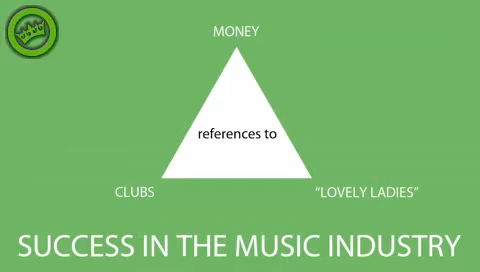 MONEY
references to
CLUBS
“LOVELY LADIES”
SUCCESS IN THE MUSIC INDUSTRY